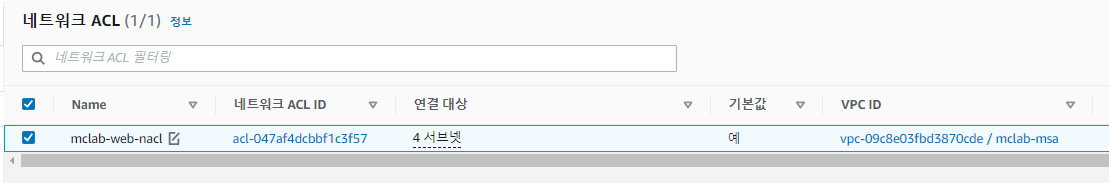 네트워크 ACL (1/1) 정보
네트워크 ACL 필터링
Name 네트워크 ACL ID 연결 대상 기본값 VPC ID
mclab-web-nacl acl-047af4dcbbf1c3f57 4 서브넷 예 vpc-09c8e03fbd3870cde / mclab-msa